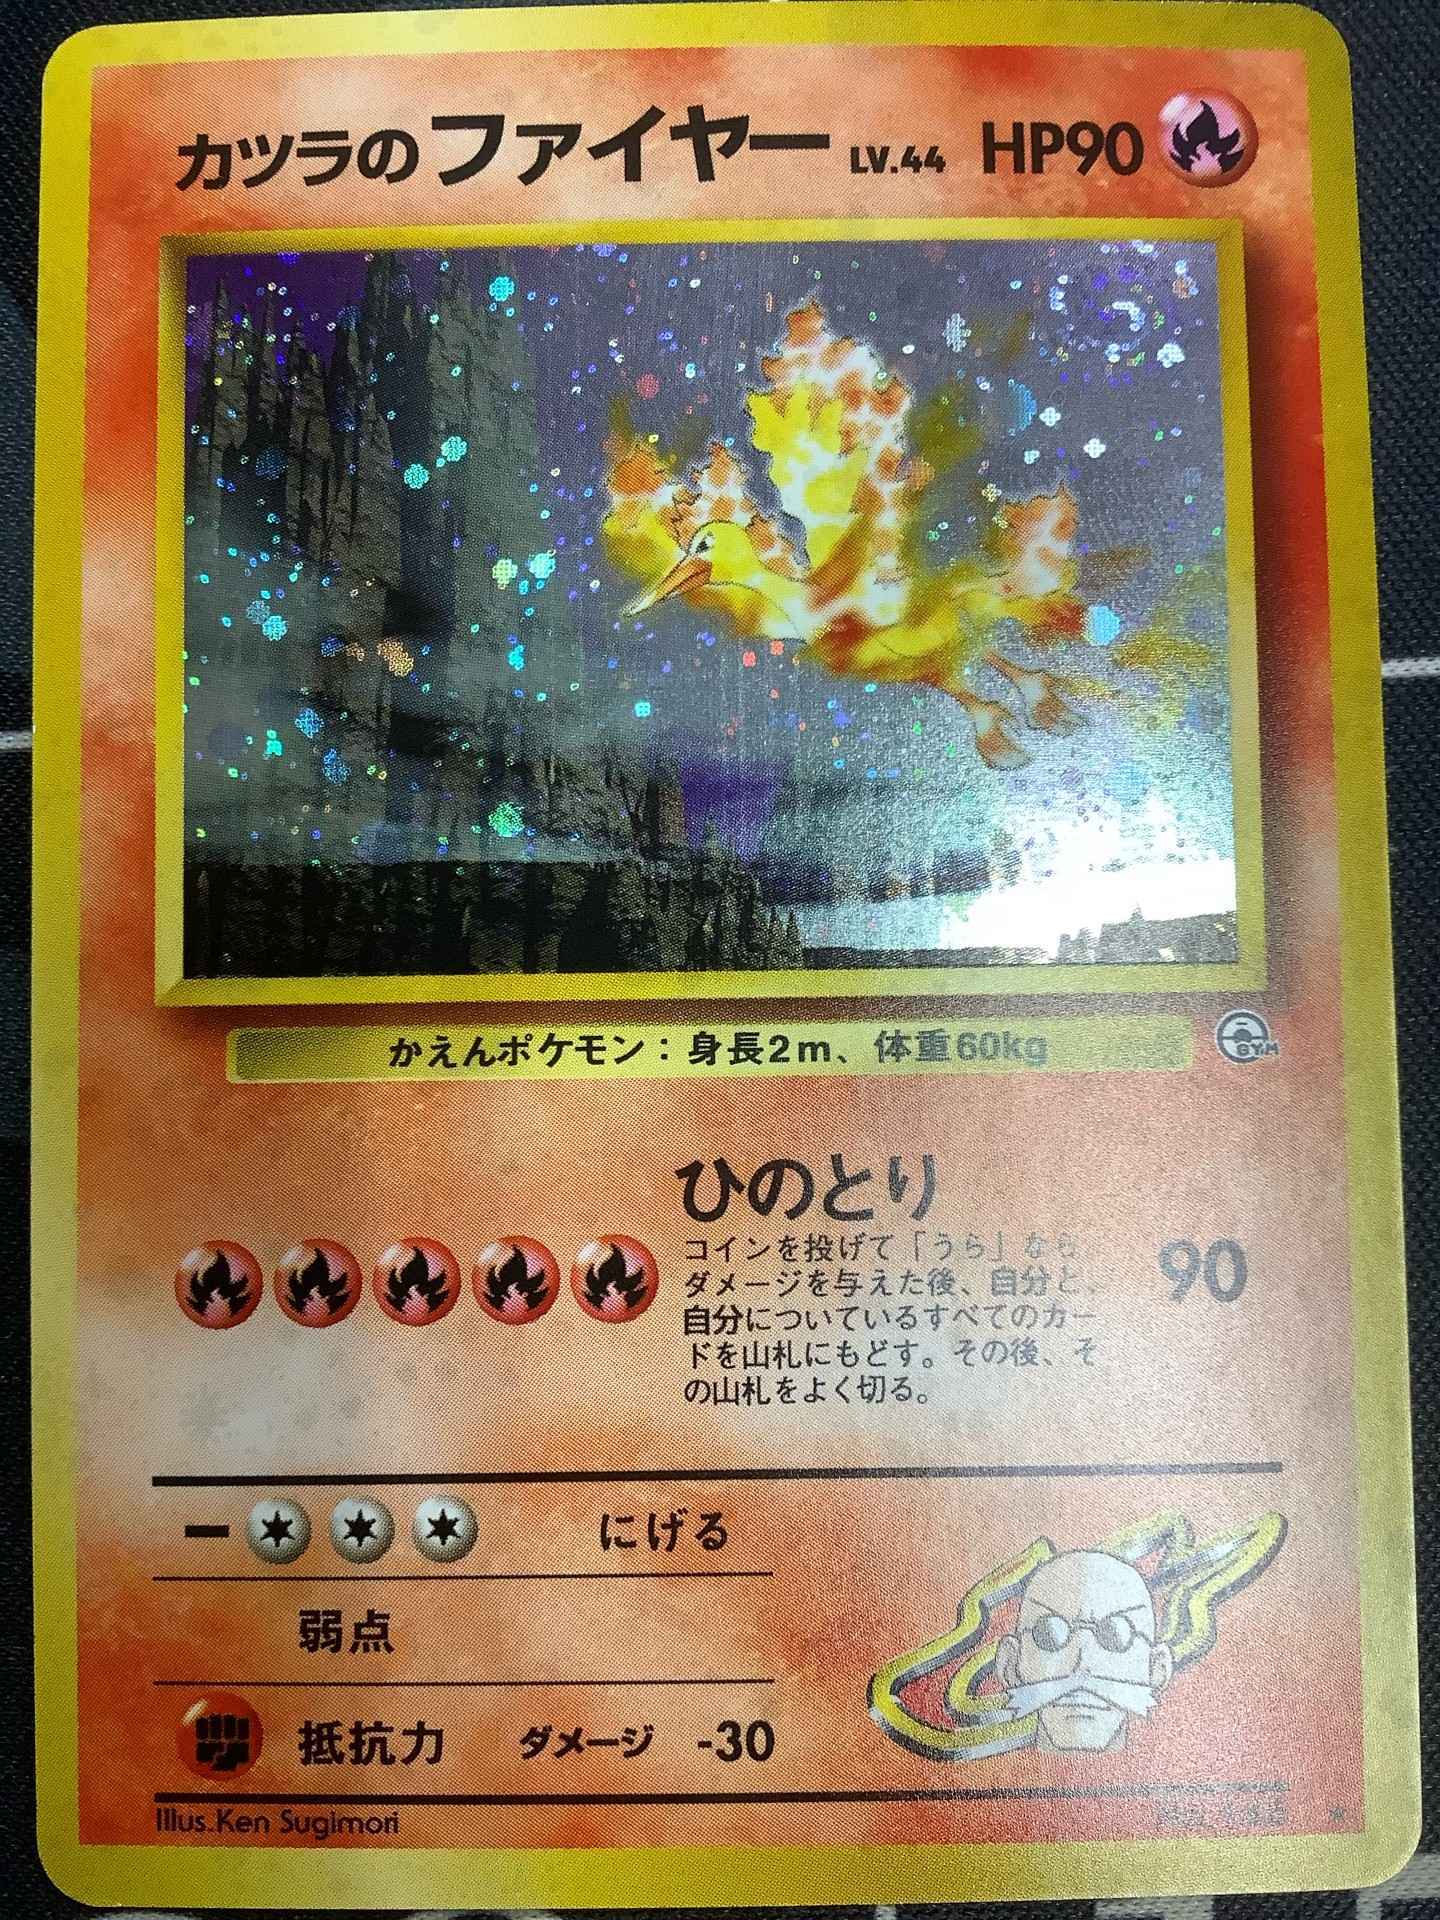 カツラのファイヤー LV.44 HP90
かえんポケモン：身長2m、体重60kg
GYM
ひのとり
コインを投げて「うら」なら、
ダメージを与えた後、自分と、
自分についているすべてのカー
ドを山札にもどす。その後、そ
の山札をよく切る。
90
にげる
弱点
抵抗力 ダメージ -30
Illus.Ken Sugimori